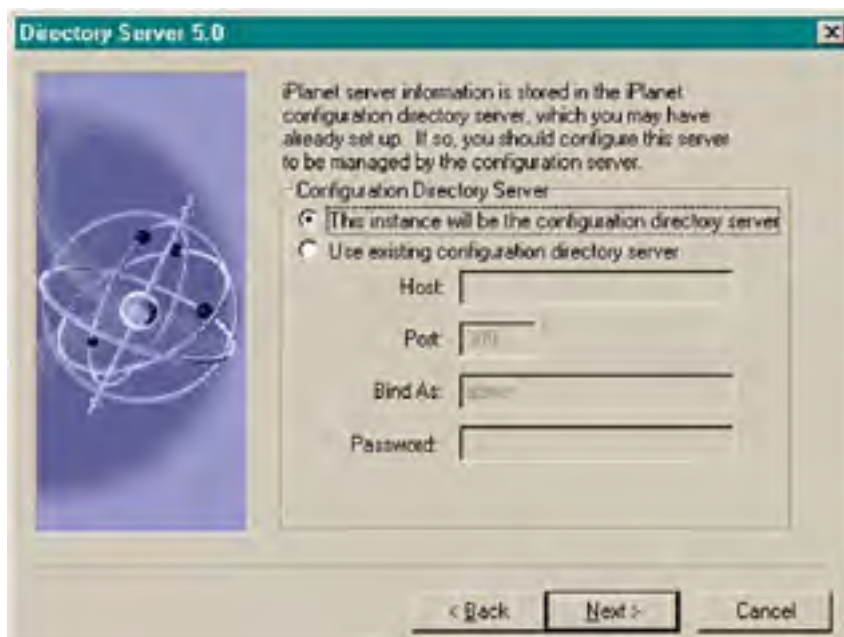 Directory Server 5.0
iPlanet server information is stored in the iPlanet
configuration directory server, which you may have
already set up. If so, you should configure this server
to be managed by the configuration server.
Configuration Directory Server
This instance will be the configuration directory server
Use existing configuration directory server
Host:
Port:
Bind As:
Password:
< Back
Next >
Cancel